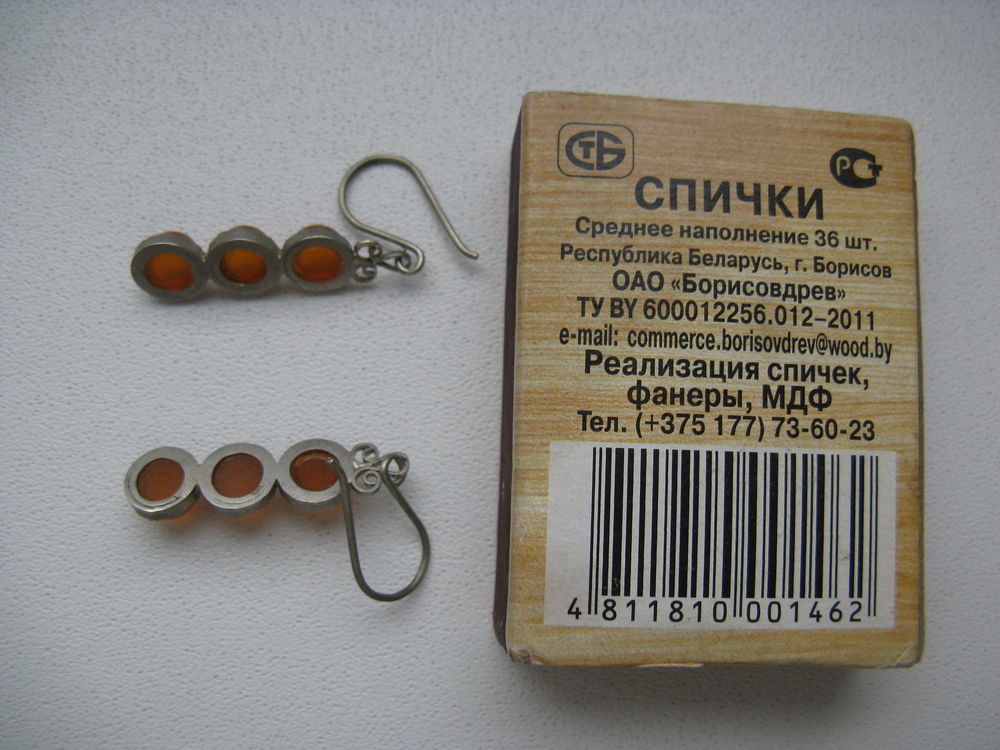 СТБ
РСТ
СПИЧКИ
Среднее наполнение 36 шт.
Республика Беларусь, г. Борисов
ОАО «Борисовдрев»
ТУ BY 600012256.012–2011
e-mail: commerce.borisovdrev@wood.by
Реализация спичек,
фанеры, МДФ
Тел. (+375 177) 73-60-23
4 811810 001462